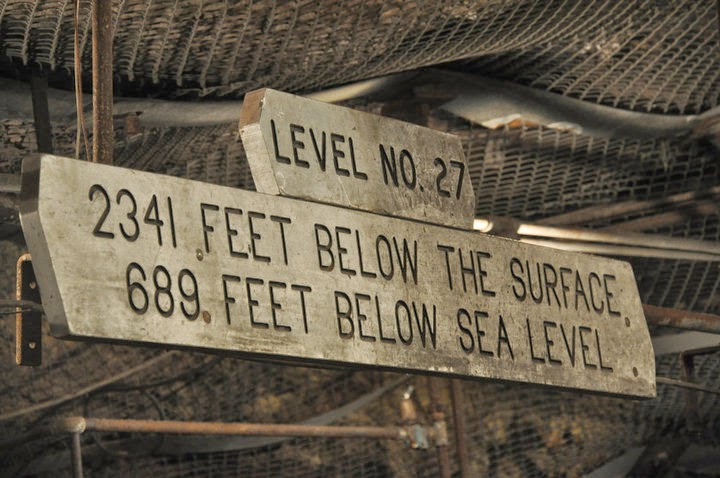 LEVEL NO. 27
2341 FEET BELOW THE SURFACE.
689 FEET BELOW SEA LEVEL